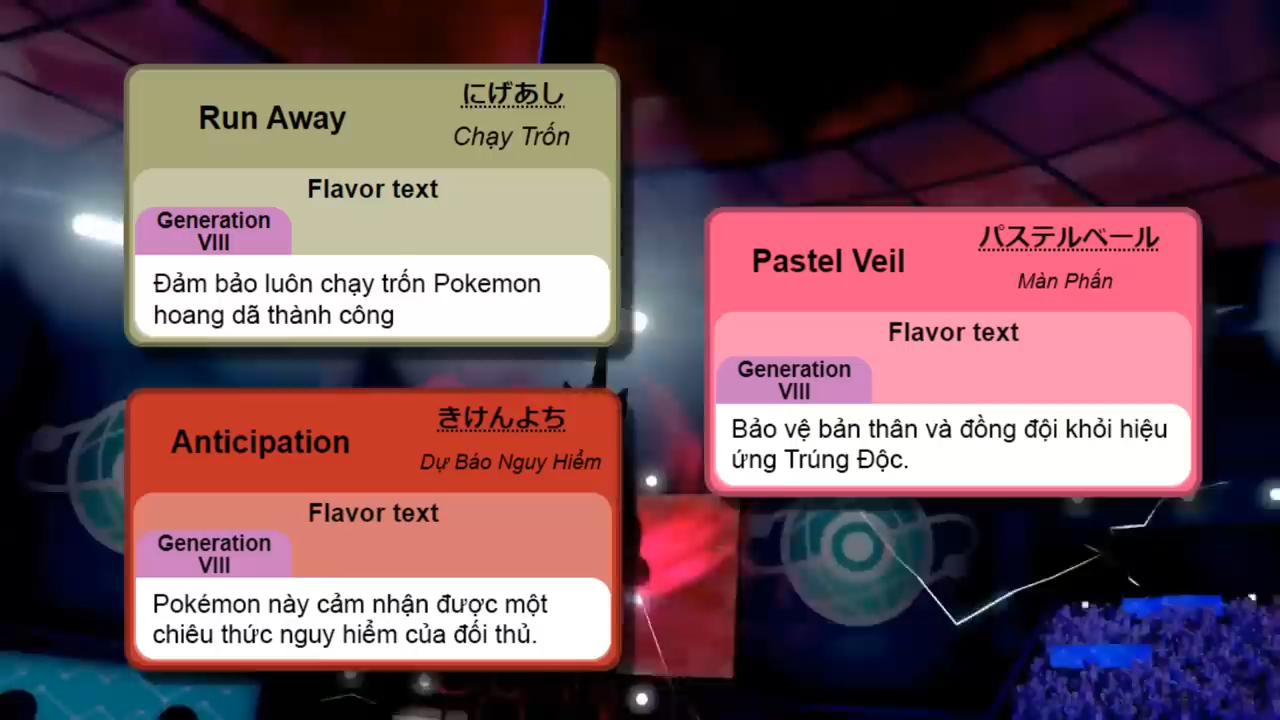 Run Away
にげあし
Chạy Trốn
Flavor text
Generation
VIII
Đảm bảo luôn chạy trốn Pokemon
hoang dã thành công
Anticipation
きけんよち
Dự Báo Nguy Hiểm
Flavor text
Generation
VIII
Pokémon này cảm nhận được một
chiêu thức nguy hiểm của đối thủ.
Pastel Veil
パステルベール
Màn Phấn
Flavor text
Generation
VIII
Bảo vệ bản thân và đồng đội khỏi hiệu
ứng Trúng Độc.